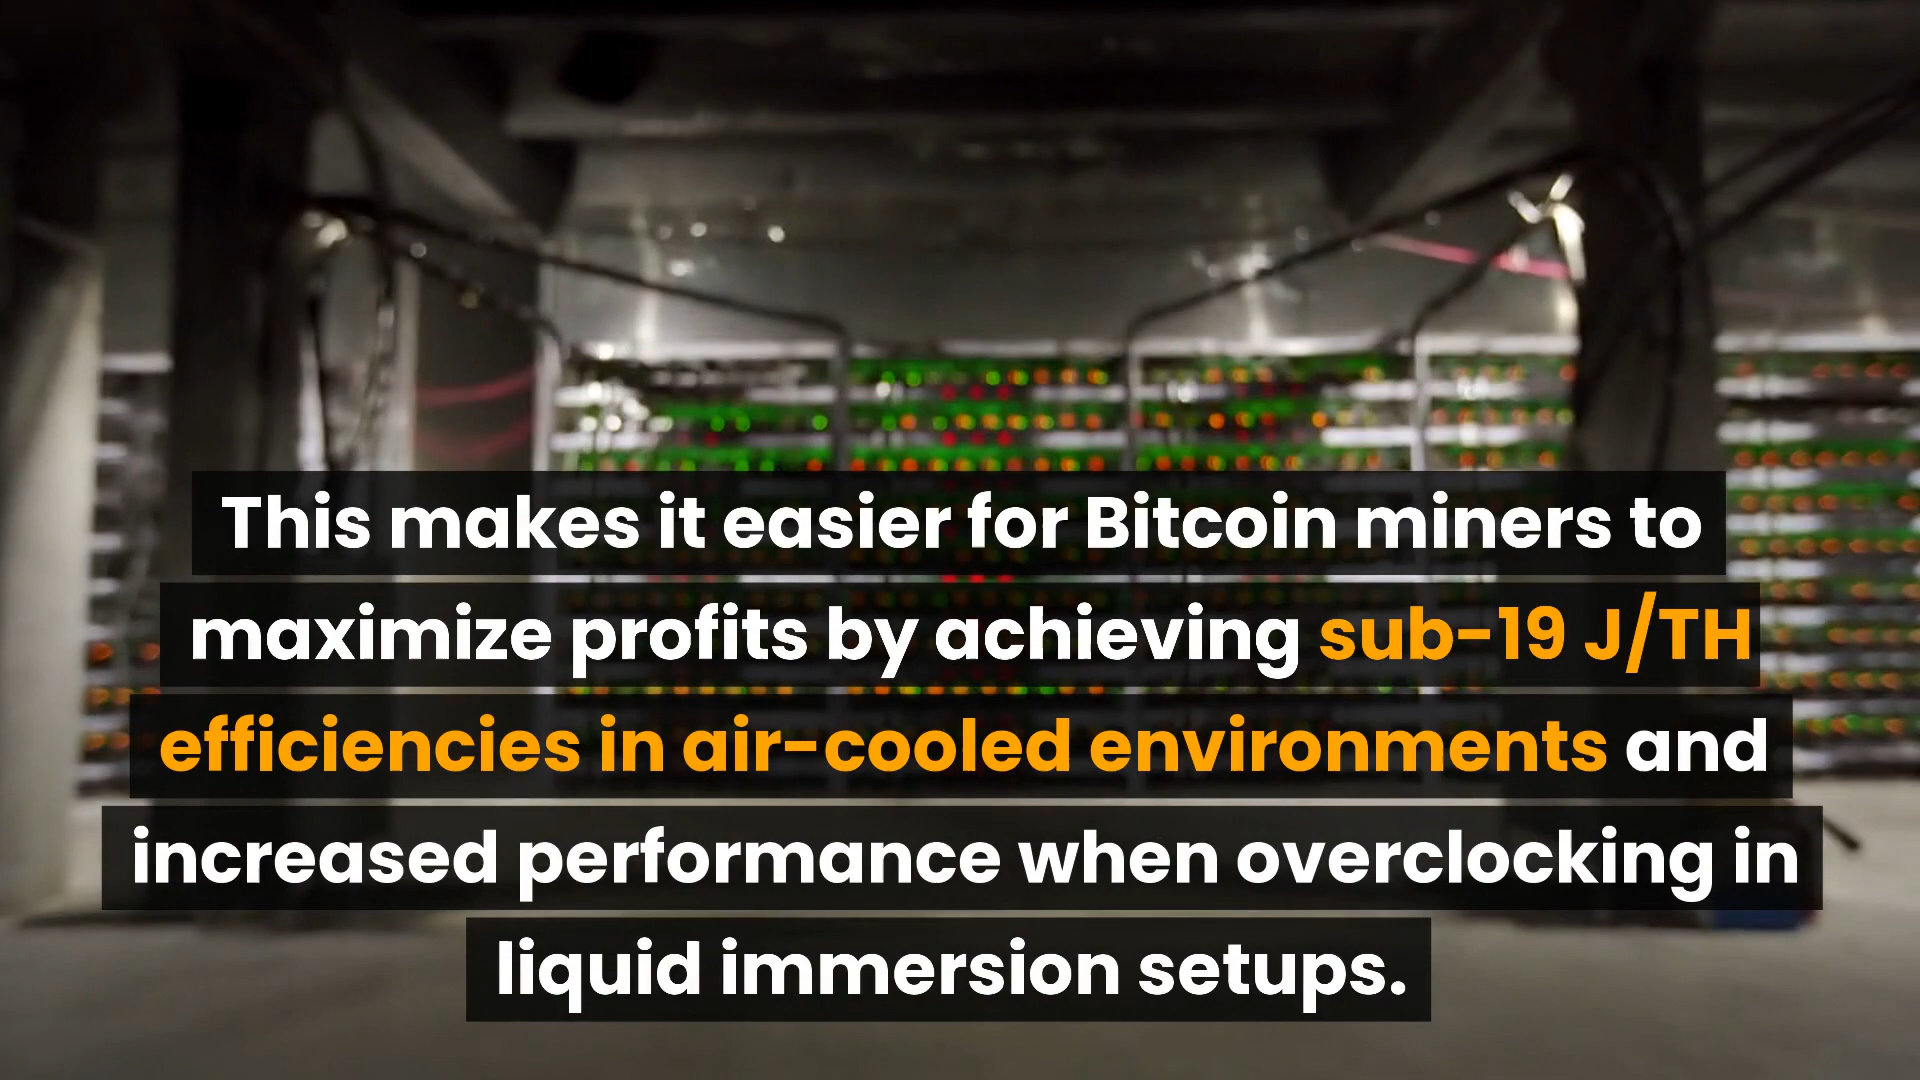 This makes it easier for Bitcoin miners to
maximize profits by achieving sub-19 J/TH
efficiencies in air-cooled environments and
increased performance when overclocking in
liquid immersion setups.